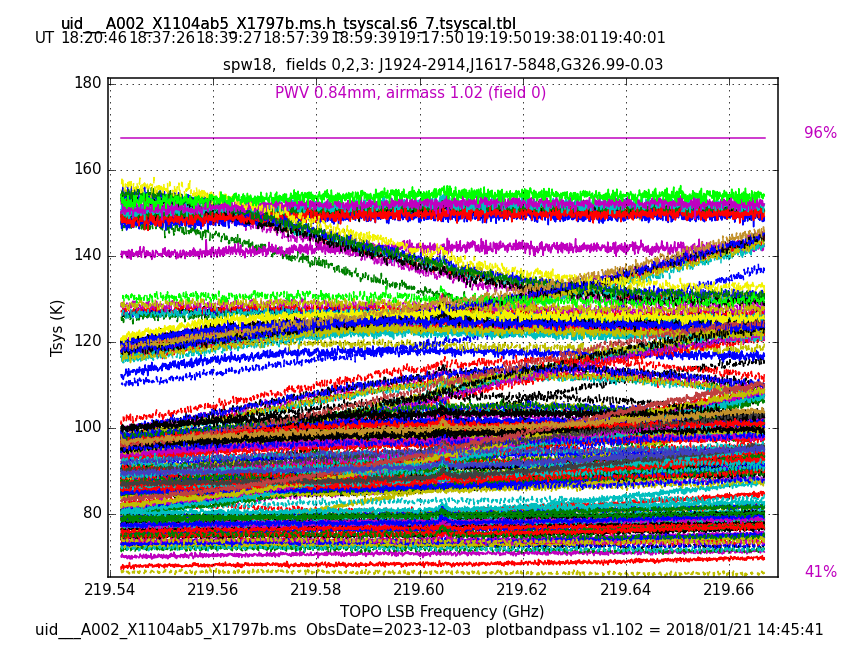 uid___A002_X1104ab5_X1797b.ms.h_tsyscal.s6_7.tsyscal.tbl
UT 18:20:46 18:37:26 18:39:27 18:57:39 18:59:39 19:17:50 19:19:50 19:38:01 19:40:01
spw18, fields 0,2,3: J1924-2914,J1617-5848,G326.99-0.03
180
PWV 0.84mm, airmass 1.02 (field 0)
96%
160
140
Tsys (K)
120
100
80
41%
219.54 219.56 219.58 219.60 219.62 219.64 219.66
TOPO LSB Frequency (GHz)
uid___A002_X1104ab5_X1797b.ms ObsDate=2023-12-03 plotbandpass v1.102 = 2018/01/21 14:45:41